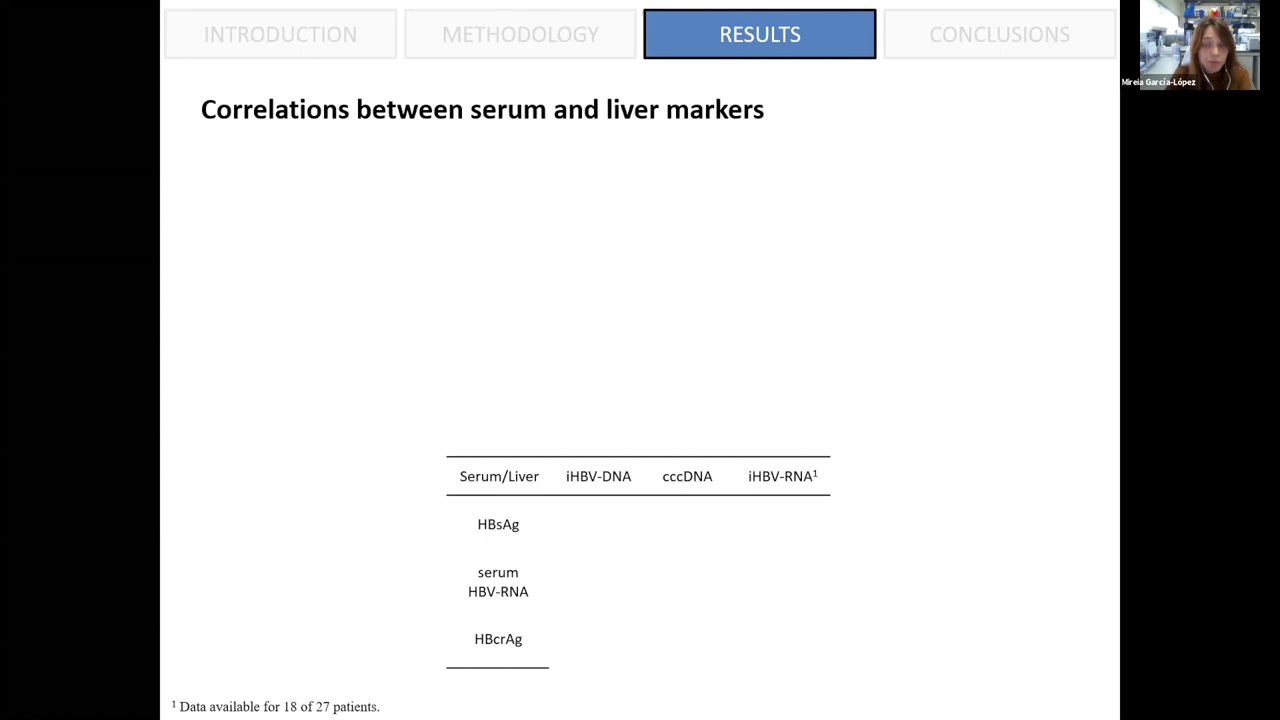 INTRODUCTION
METHODOLOGY
RESULTS
CONCLUSIONS
Mireia García-López
Correlations between serum and liver markers
Serum/Liver iHBV-DNA cccDNA iHBV-RNA¹
HBsAg
serum
HBV-RNA
HBcrAg
¹ Data available for 18 of 27 patients.